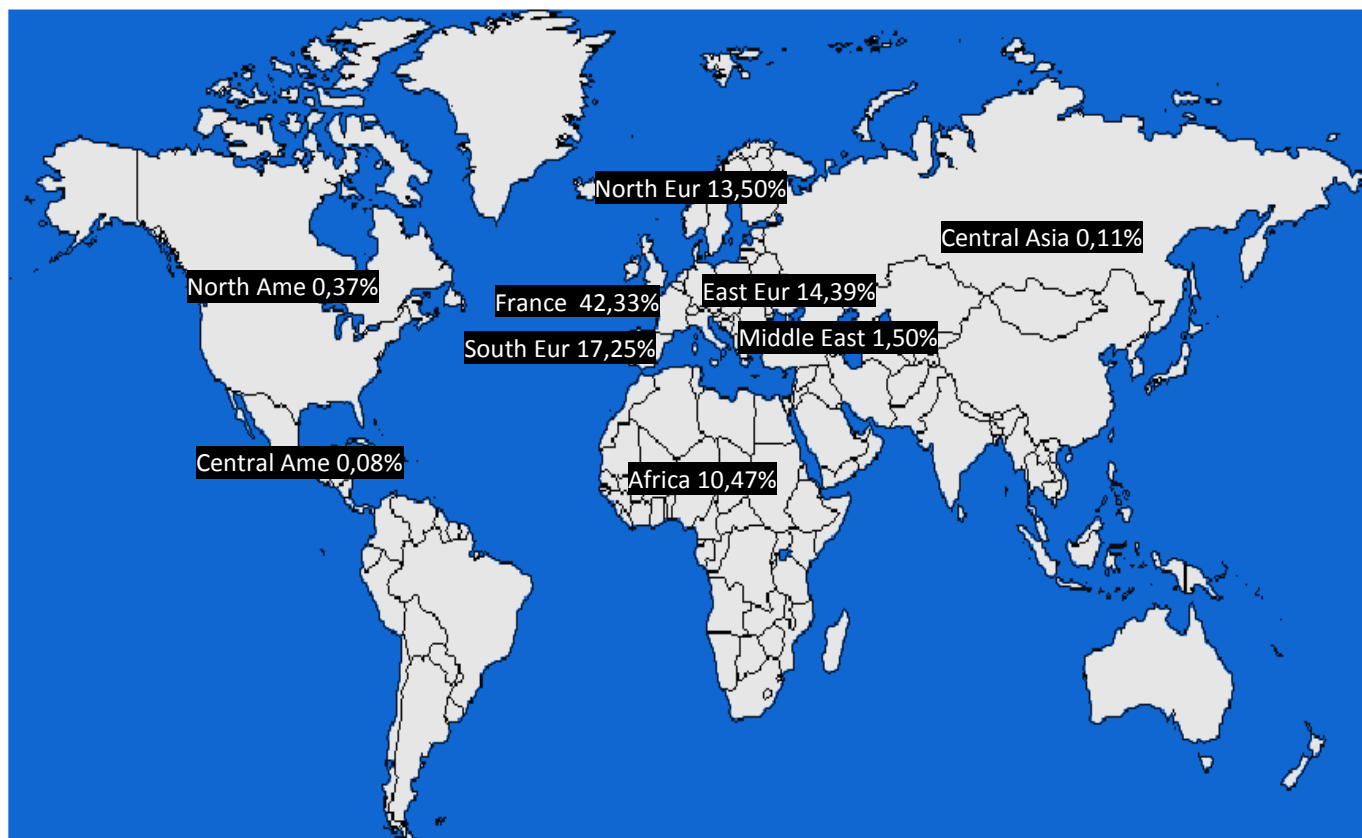 North Eur 13,50%
Central Asia 0,11%
North Ame 0,37%
France  42,33%
East Eur 14,39%
South Eur 17,25%
Middle East 1,50%
Central Ame 0,08%
Africa 10,47%